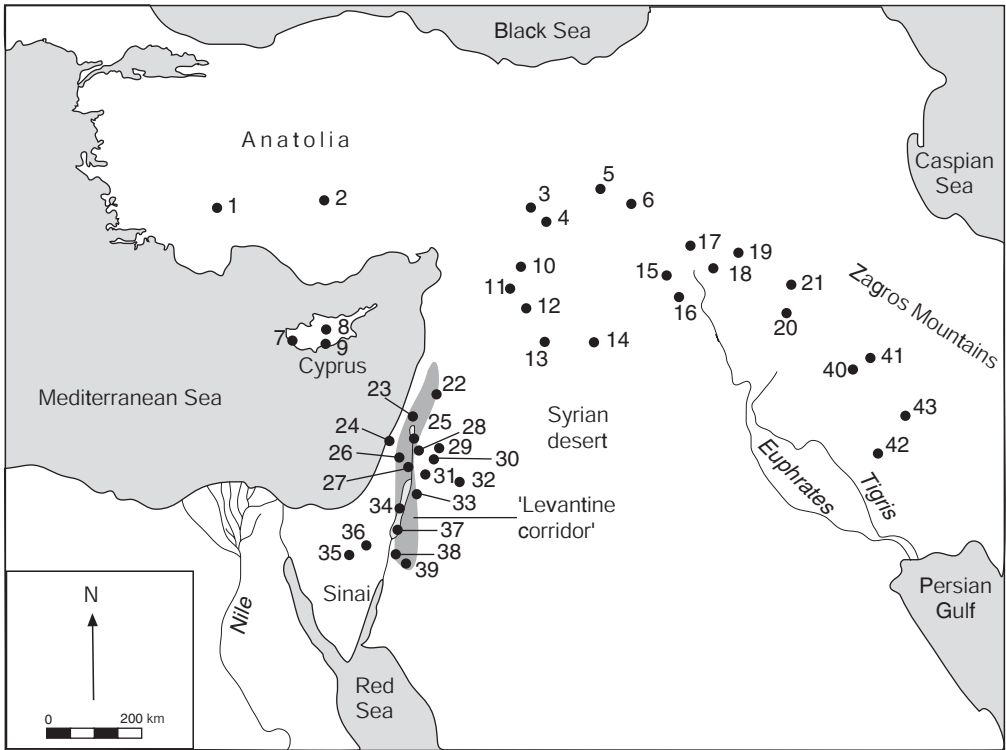 Black Sea
Anatolia
Caspian
Sea
5
3
6
1
2
4
17
19
10
15
18
11
21
16
Zagros Mountains
12
20
8
7
9
13
14
41
Cyprus
40
22
Mediterranean Sea
23
43
Syrian
desert
24
25
28
29
26
30
42
27
31
32
Euphrates
Tigris
33
34
'Levantine
corridor'
37
36
35
38
39
Sinai
Persian
Gulf
Nile
N
Red
Sea
0
200 km